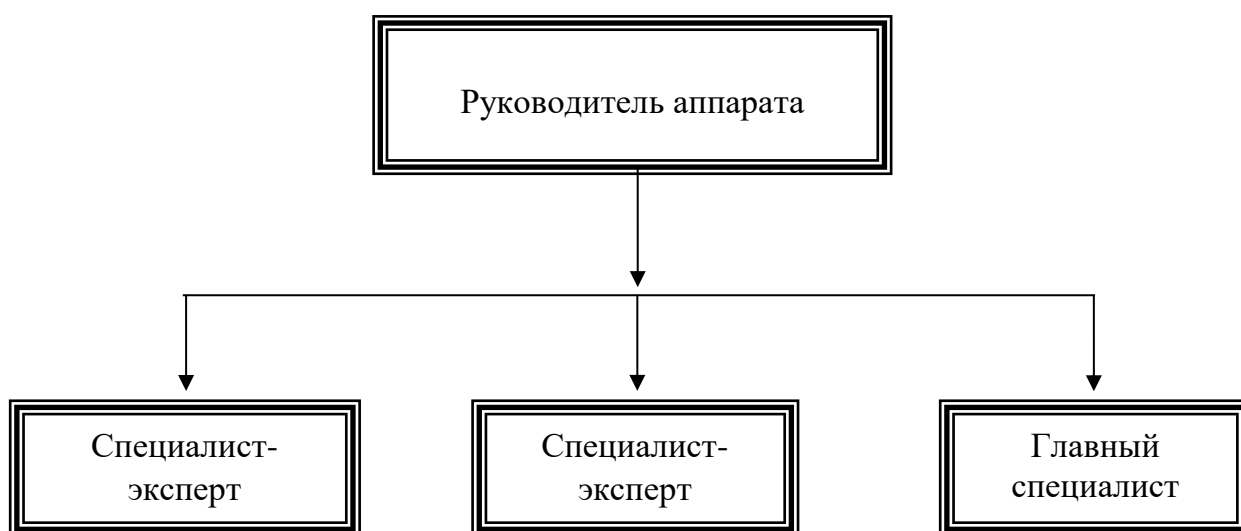 Руководитель аппарата
Специалист-
эксперт
Специалист-
эксперт
Главный
специалист